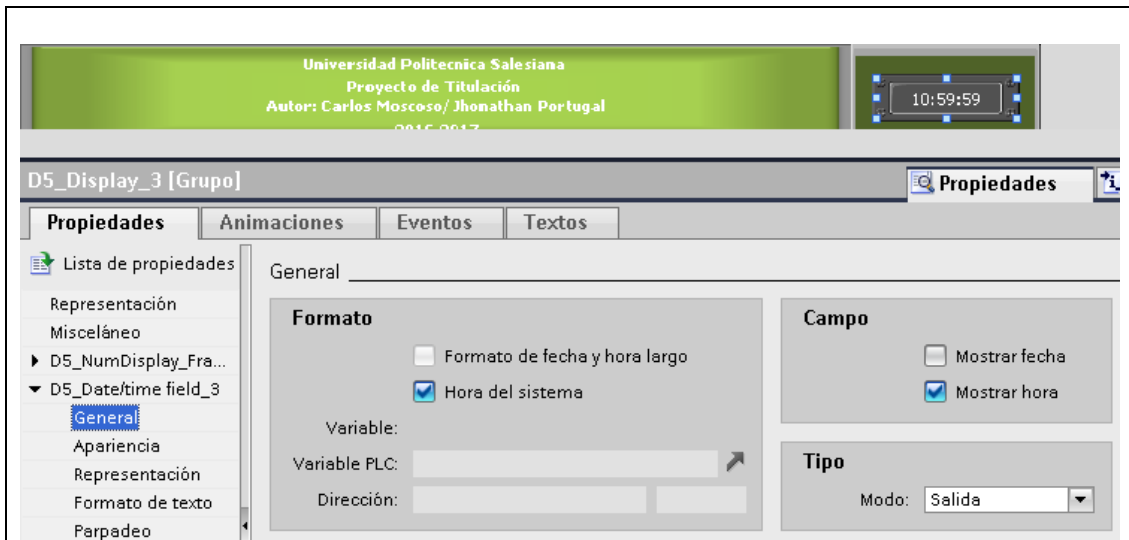 Universidad Politecnica Salesiana
Proyecto de Titulación
Autor: Carlos Moscoso/ Jhonathan Portugal
10:59:59
D5_Display_3 [Grupo]
Propiedades
Propiedades
Animaciones
Eventos
Textos
Lista de propiedades
General
Representación
Misceláneo
D5_NumDisplay_Fra...
D5_Date/time field_3
General
Apariencia
Representación
Formato de texto
Parpadeo
Formato
Formato de fecha y hora largo
Hora del sistema
Variable:
Variable PLC:
Dirección:
Campo
Mostrar fecha
Mostrar hora
Tipo
Modo: Salida